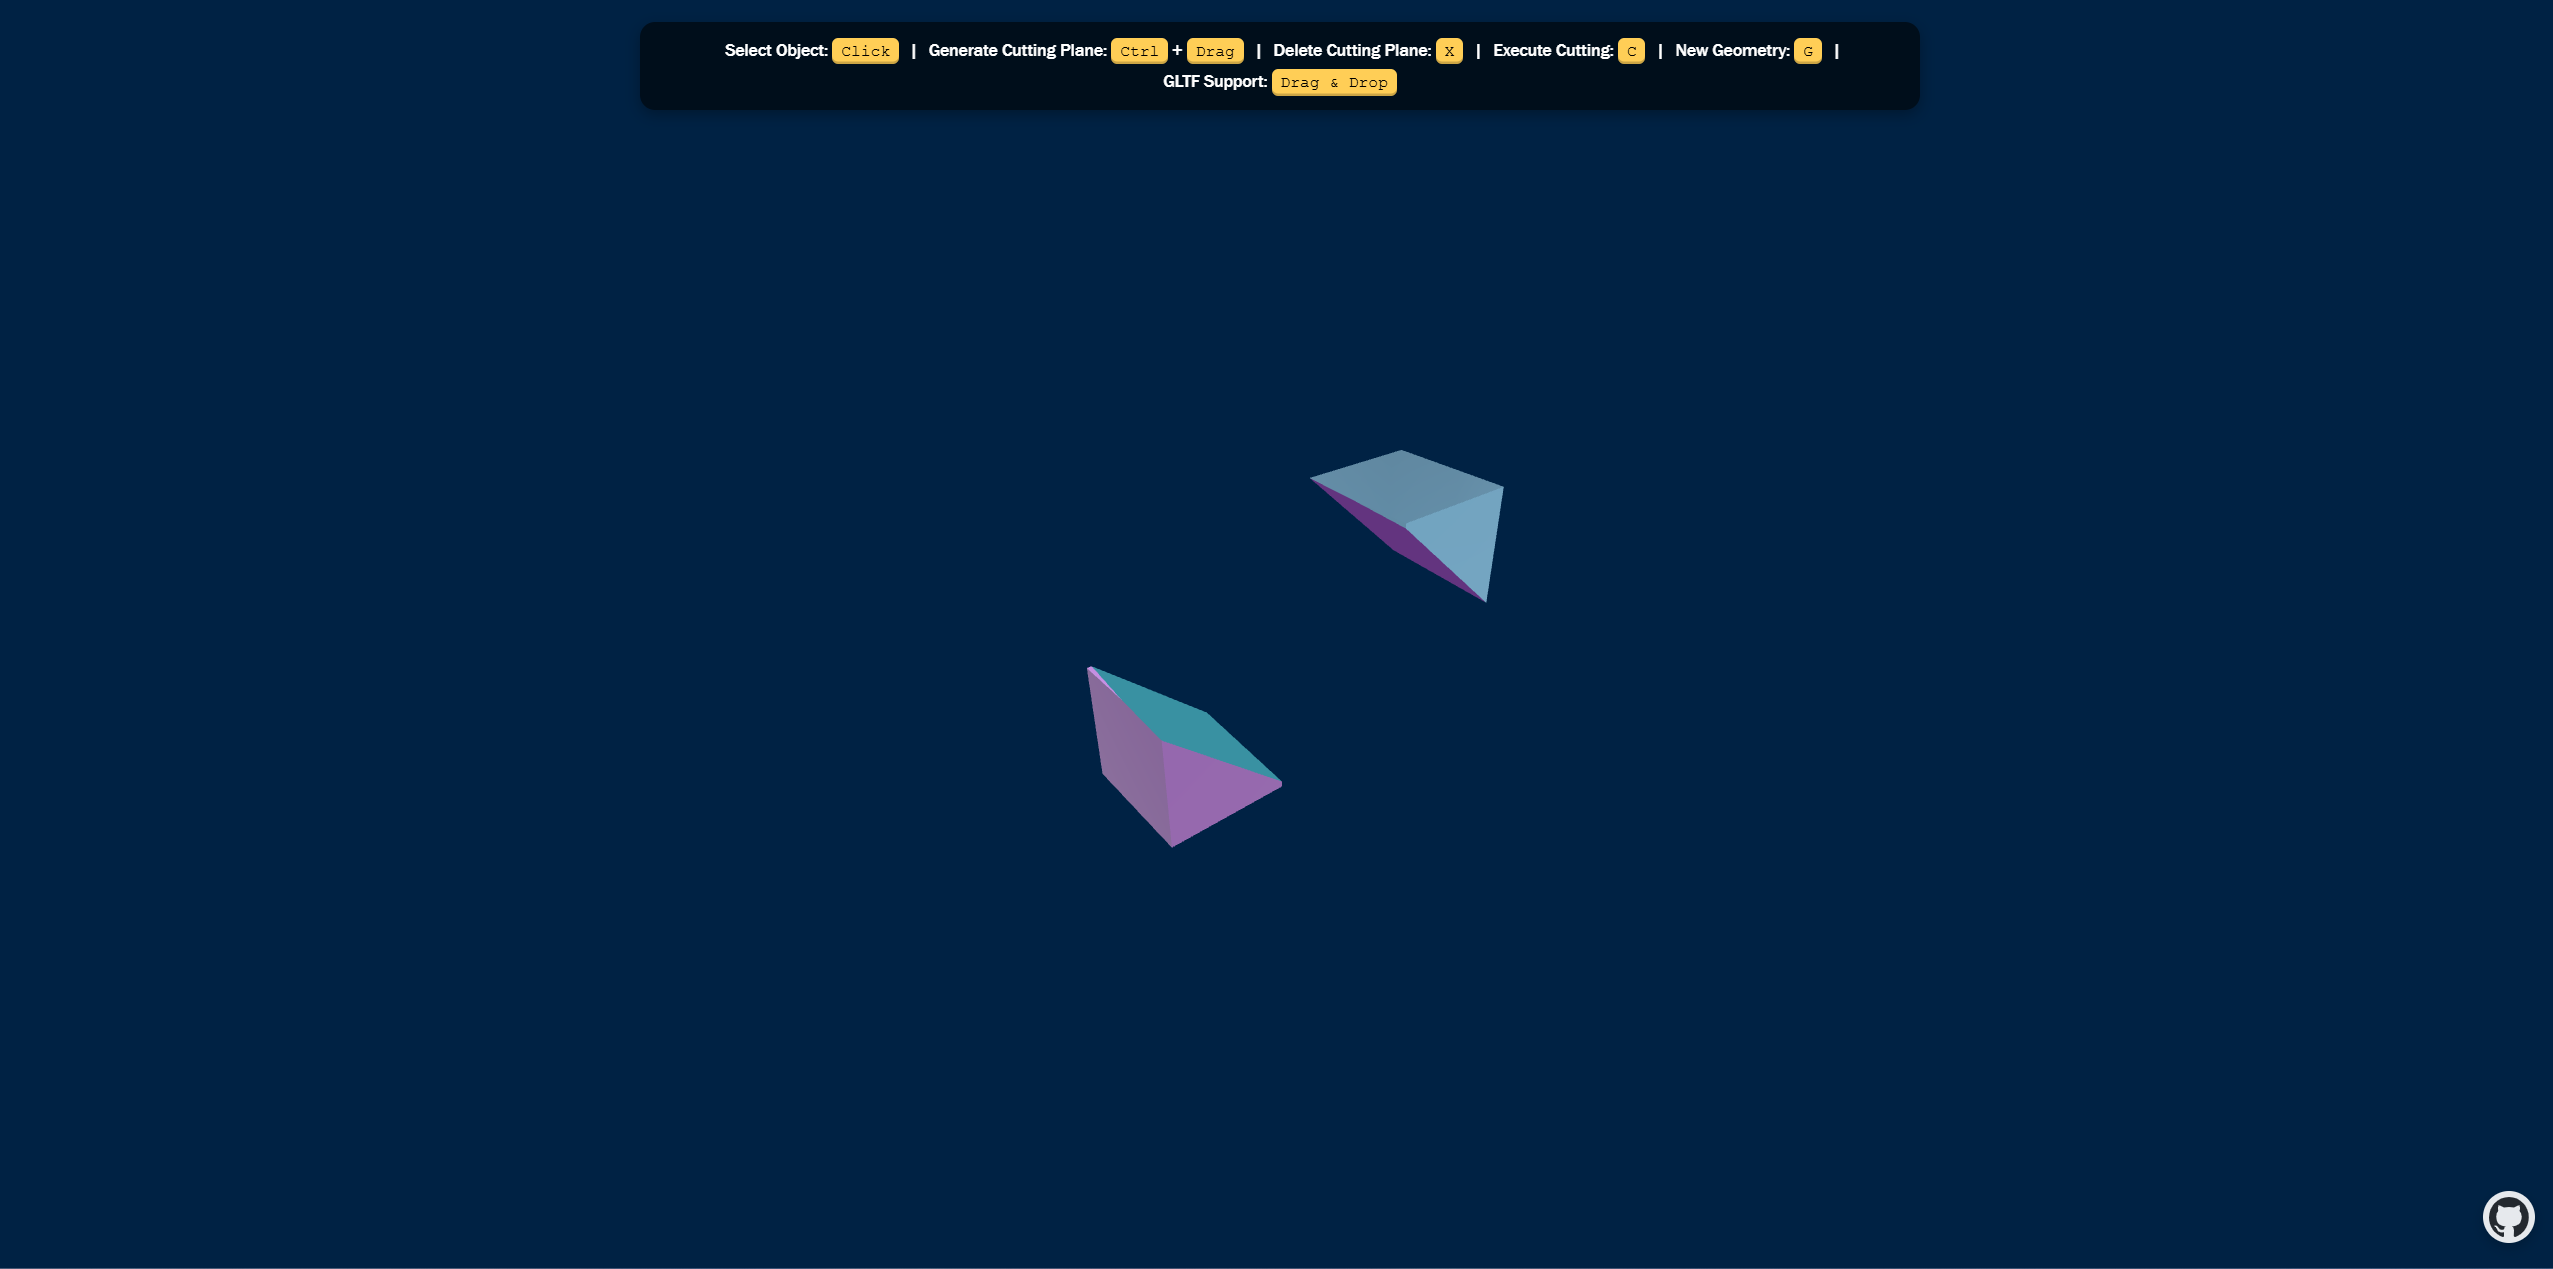 Select Object: Click | Generate Cutting Plane: Ctrl + Drag | Delete Cutting Plane: X | Execute Cutting: C | New Geometry: G |
GLTF Support: Drag & Drop